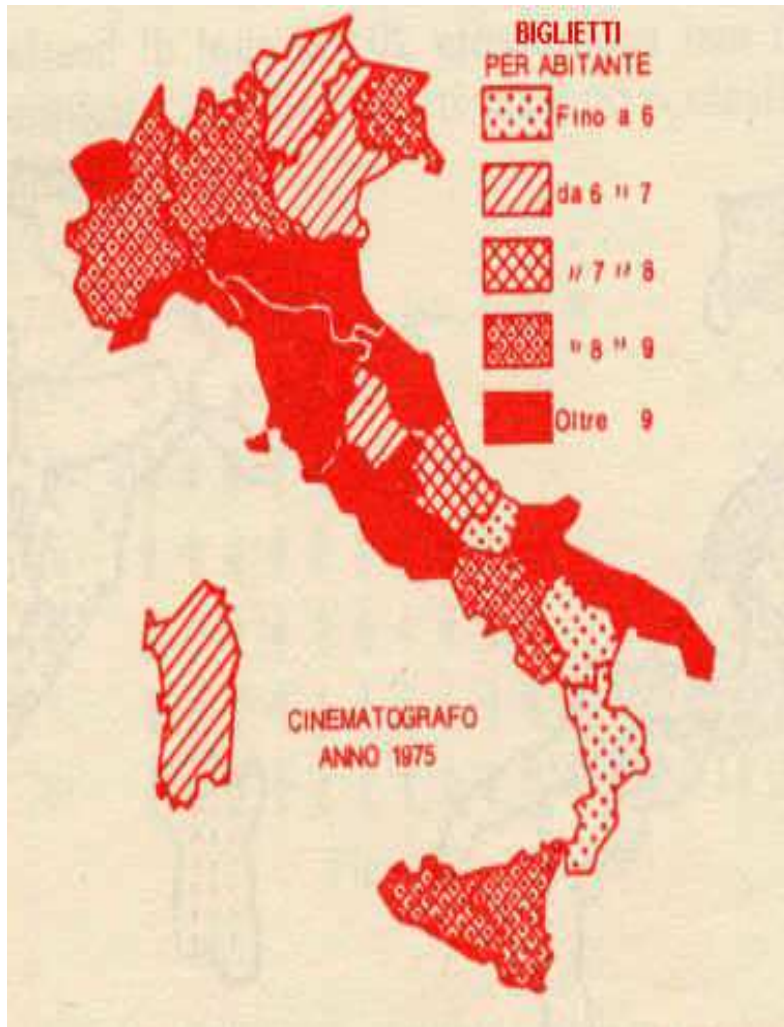 BIGLIETTI
PER ABITANTE
Fino a 6
da 6 " 7
" 7 " 8
" 8 " 9
Oltre 9
CINEMATOGRAFO
ANNO 1975